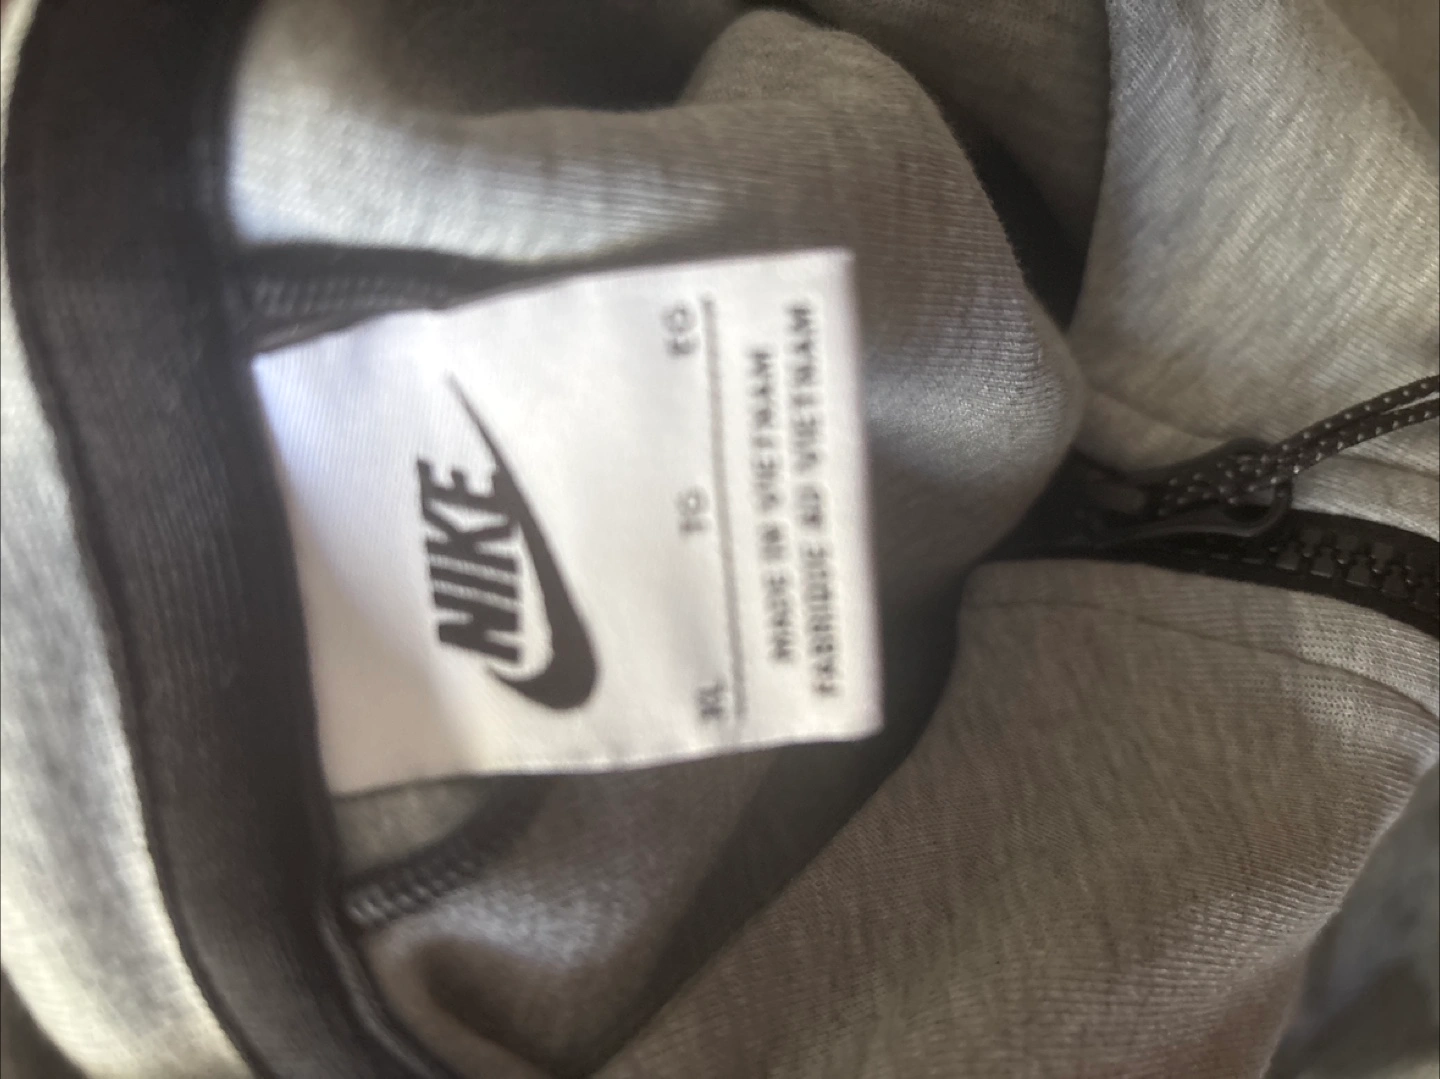 NIKE
XL TG EG
MADE IN VIETNAM
FABRIQUE AU VIETNAM